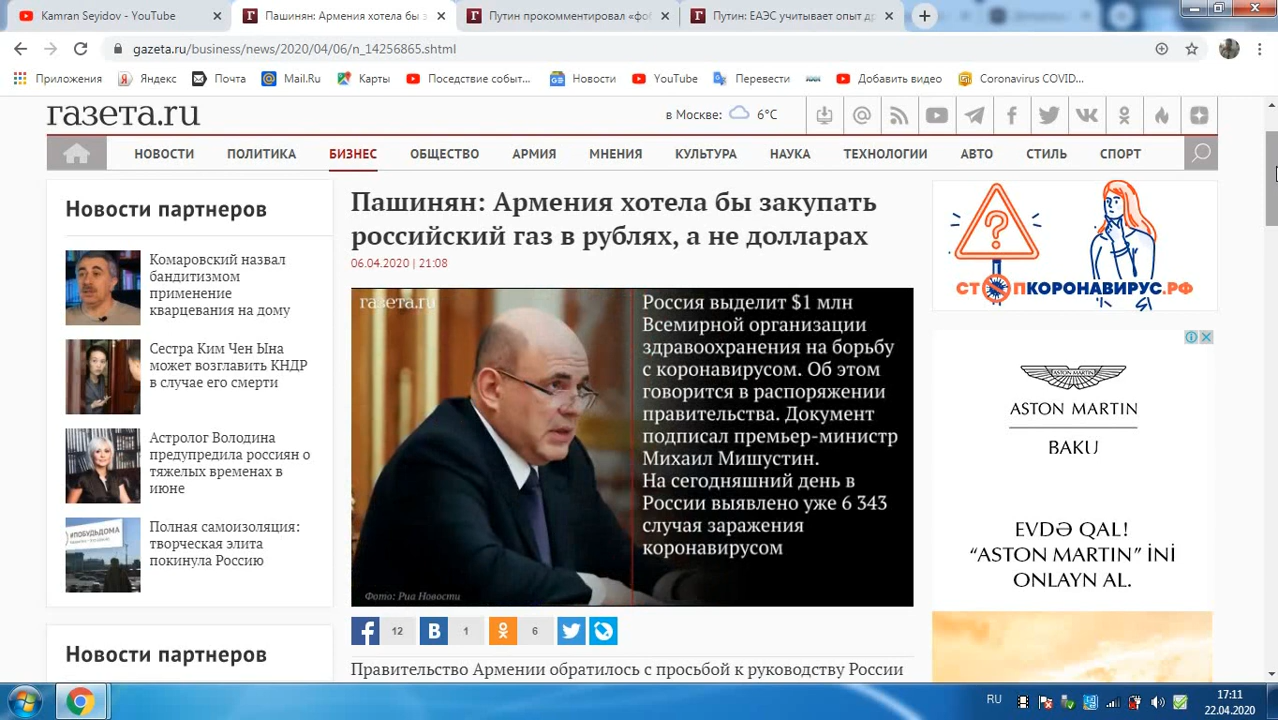 Kamran Seyidov - YouTube
Пашинян: Армения хотела бы з
Путин прокомментировал «фо
Путин: ЕАЭС учитывает опыт д
gazeta.ru/business/news/2020/04/06/n_14256865.shtml
Приложения
Яндекс
Почта
Mail.Ru
Карты
Последствие событ...
Новости
YouTube
Перевести
Добавить видео
Coronavirus COVID...
газета.ru
в Москве: 6°C
НОВОСТИ
ПОЛИТИКА
БИЗНЕС
ОБЩЕСТВО
АРМИЯ
МНЕНИЯ
КУЛЬТУРА
НАУКА
ТЕХНОЛОГИИ
АВТО
СТИЛЬ
СПОРТ
Новости партнеров
Комаровский назвал
бандитизмом
применение
кварцевания на дому
Сестра Ким Чен Ына
может возглавить КНДР
в случае его смерти
Астролог Володина
предупредила россиян о
тяжелых временах в
июне
#ПОБУДЬДОМА
Полная самоизоляция:
творческая элита
покинула Россию
Новости партнеров
Пашинян: Армения хотела бы закупать
российский газ в рублях, а не долларах
06.04.2020 | 21:08
газета.ru
Россия выделит $1 млн
Всемирной организации
здравоохранения на борьбу
с коронавирусом. Об этом
говорится в распоряжении
правительства. Документ
подписал премьер-министр
Михаил Мишустин.
На сегодняшний день в
России выявлено уже 6 343
случая заражения
коронавирусом
Фото: Риа Новости
12
1
6
Правительство Армении обратилось с просьбой к руководству России
СТОПКОРОНАВИРУС.РФ
ASTON MARTIN
BAKU
EVDƏ QAL!
“ASTON MARTIN” İNİ
ONLAYN AL.
RU
17:11
22.04.2020